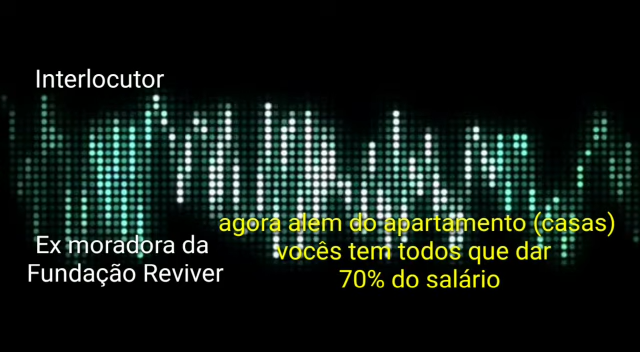 Interlocutor
agora alem do apartamento (casas)
vocês tem todos que dar
70% do salário
Ex moradora da
Fundação Reviver